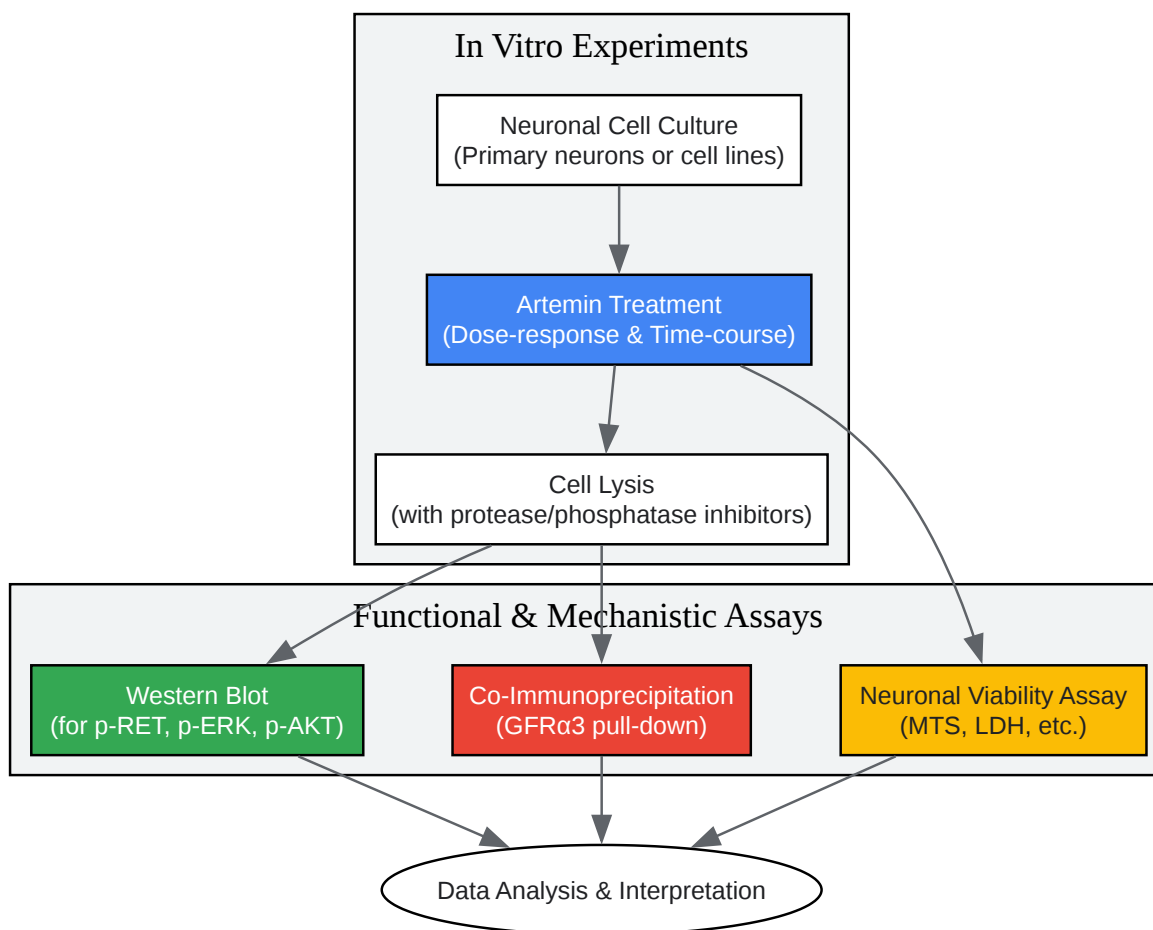 In Vitro Experiments
Neuronal Cell Culture
(Primary neurons or cell lines)
Artemin Treatment
(Dose-response & Time-course)
Cell Lysis
(with protease/phosphatase inhibitors)
Functional & Mechanistic Assays
Western Blot
(for p-RET, p-ERK, p-AKT)
Co-Immunoprecipitation
(GFRα3 pull-down)
Neuronal Viability Assay
(MTS, LDH, etc.)
Data Analysis & Interpretation